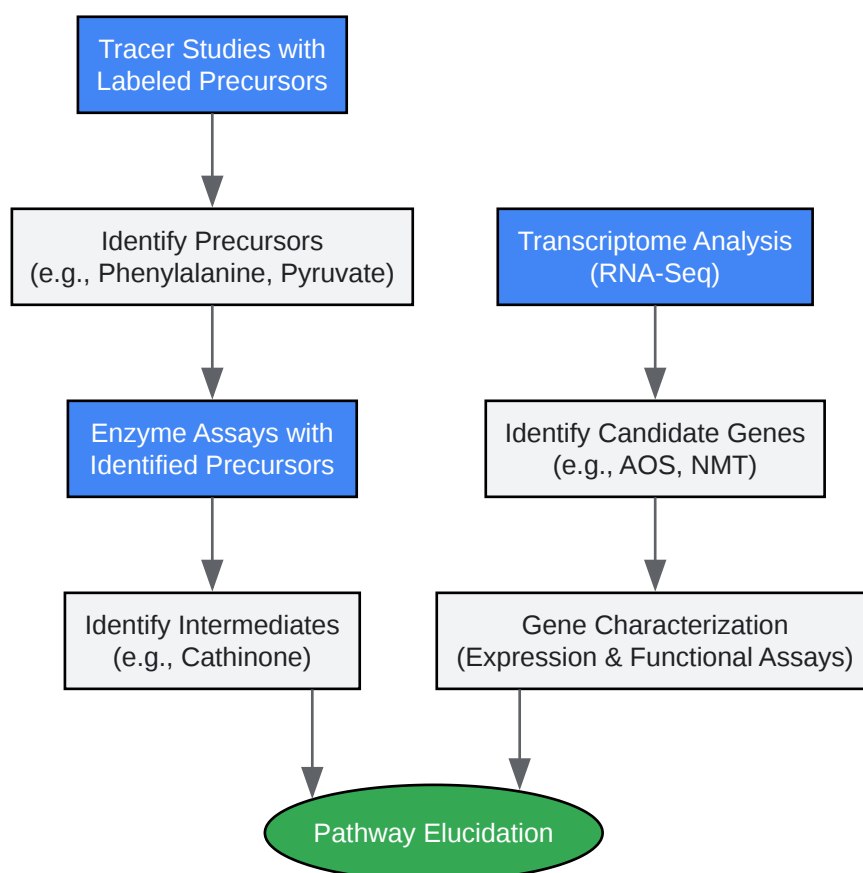 Tracer Studies with
Labeled Precursors
Identify Precursors
(e.g., Phenylalanine, Pyruvate)
Transcriptome Analysis
(RNA-Seq)
Enzyme Assays with
Identified Precursors
Identify Candidate Genes
(e.g., AOS, NMT)
Identify Intermediates
(e.g., Cathinone)
Gene Characterization
(Expression & Functional Assays)
Pathway Elucidation